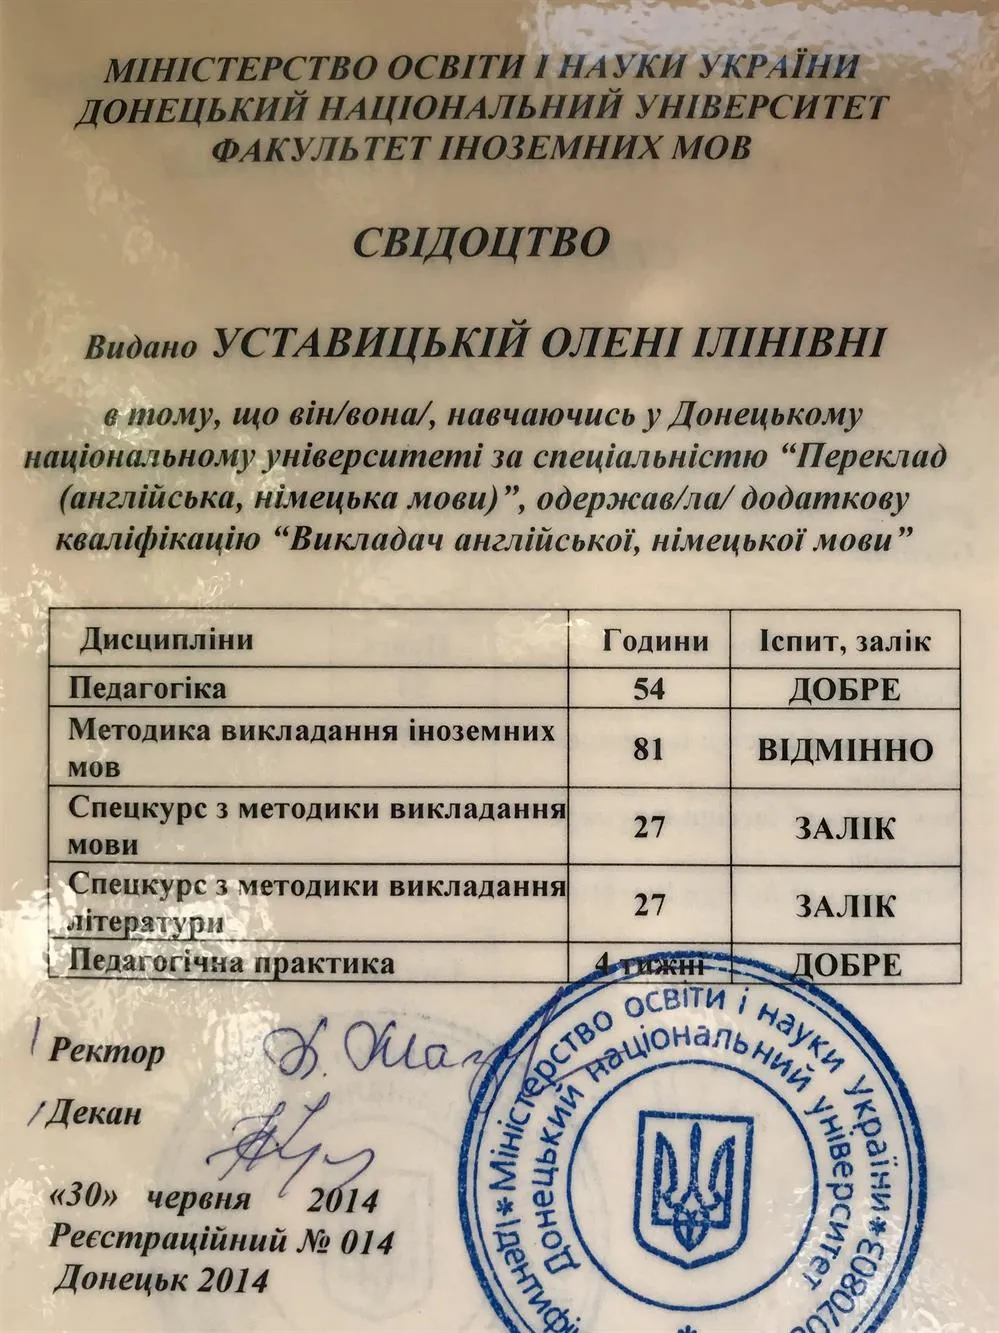 МІНІСТЕРСТВО ОСВІТИ І НАУКИ УКРАЇНИ
ДОНЕЦЬКИЙ НАЦІОНАЛЬНИЙ УНІВЕРСИТЕТ
ФАКУЛЬТЕТ ІНОЗЕМНИХ МОВ
СВІДОЦТВО
Видано УСТАВИЦЬКІЙ ОЛЕНІ ІЛІНІВНІ
в тому, що він/вона/, навчаючись у Донецькому
національному університеті за спеціальністю “Переклад
(англійська, німецька мови)”, одержав/ла/ додаткову
кваліфікацію “Викладач англійської, німецької мови”
Дисципліни Години Іспит, залік
Педагогіка 54 ДОБРЕ
Методика викладання іноземних
мов 81 ВІДМІННО
Спецкурс з методики викладання
мови 27 ЗАЛІК
Спецкурс з методики викладання
літератури 27 ЗАЛІК
Педагогічна практика 4 тижні ДОБРЕ
Ректор
Декан
«30» червня 2014
Реєстраційний № 014
Донецьк 2014
Міністерство освіти і науки України
Донецький національний університет